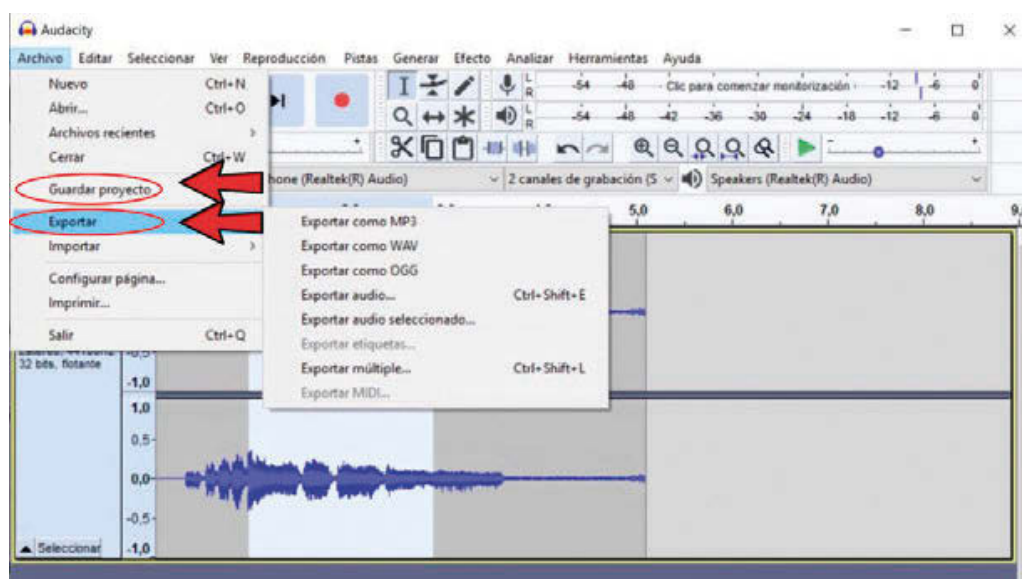 Audacity
Archivo Editar Seleccionar Ver Reproducción Pistas Generar Efecto Analizar Herramientas Ayuda
Nuevo Ctrl+N
Abrir... Ctrl+O
Archivos recientes >
Cerrar Ctrl+W
Guardar proyecto
Exportar
Importar >
Configurar página...
Imprimir...
Salir Ctrl+Q
L R -54 -48 Clic para comenzar monitorización -12 -6 0
L R -54 -48 -42 -36 -30 -24 -18 -12 -6 0
hone (Realtek(R) Audio) 2 canales de grabación (S Speakers (Realtek(R) Audio)
5,0 6,0 7,0 8,0 9,
Exportar como MP3
Exportar como WAV
Exportar como OGG
Exportar audio... Ctrl+Shift+E
Exportar audio seleccionado...
Exportar etiquetas...
Exportar múltiple... Ctrl+Shift+L
Exportar MIDI...
32 bits, flotante
-0,5
-1,0
1,0
0,5
0,0
-0,5
-1,0
Seleccionar